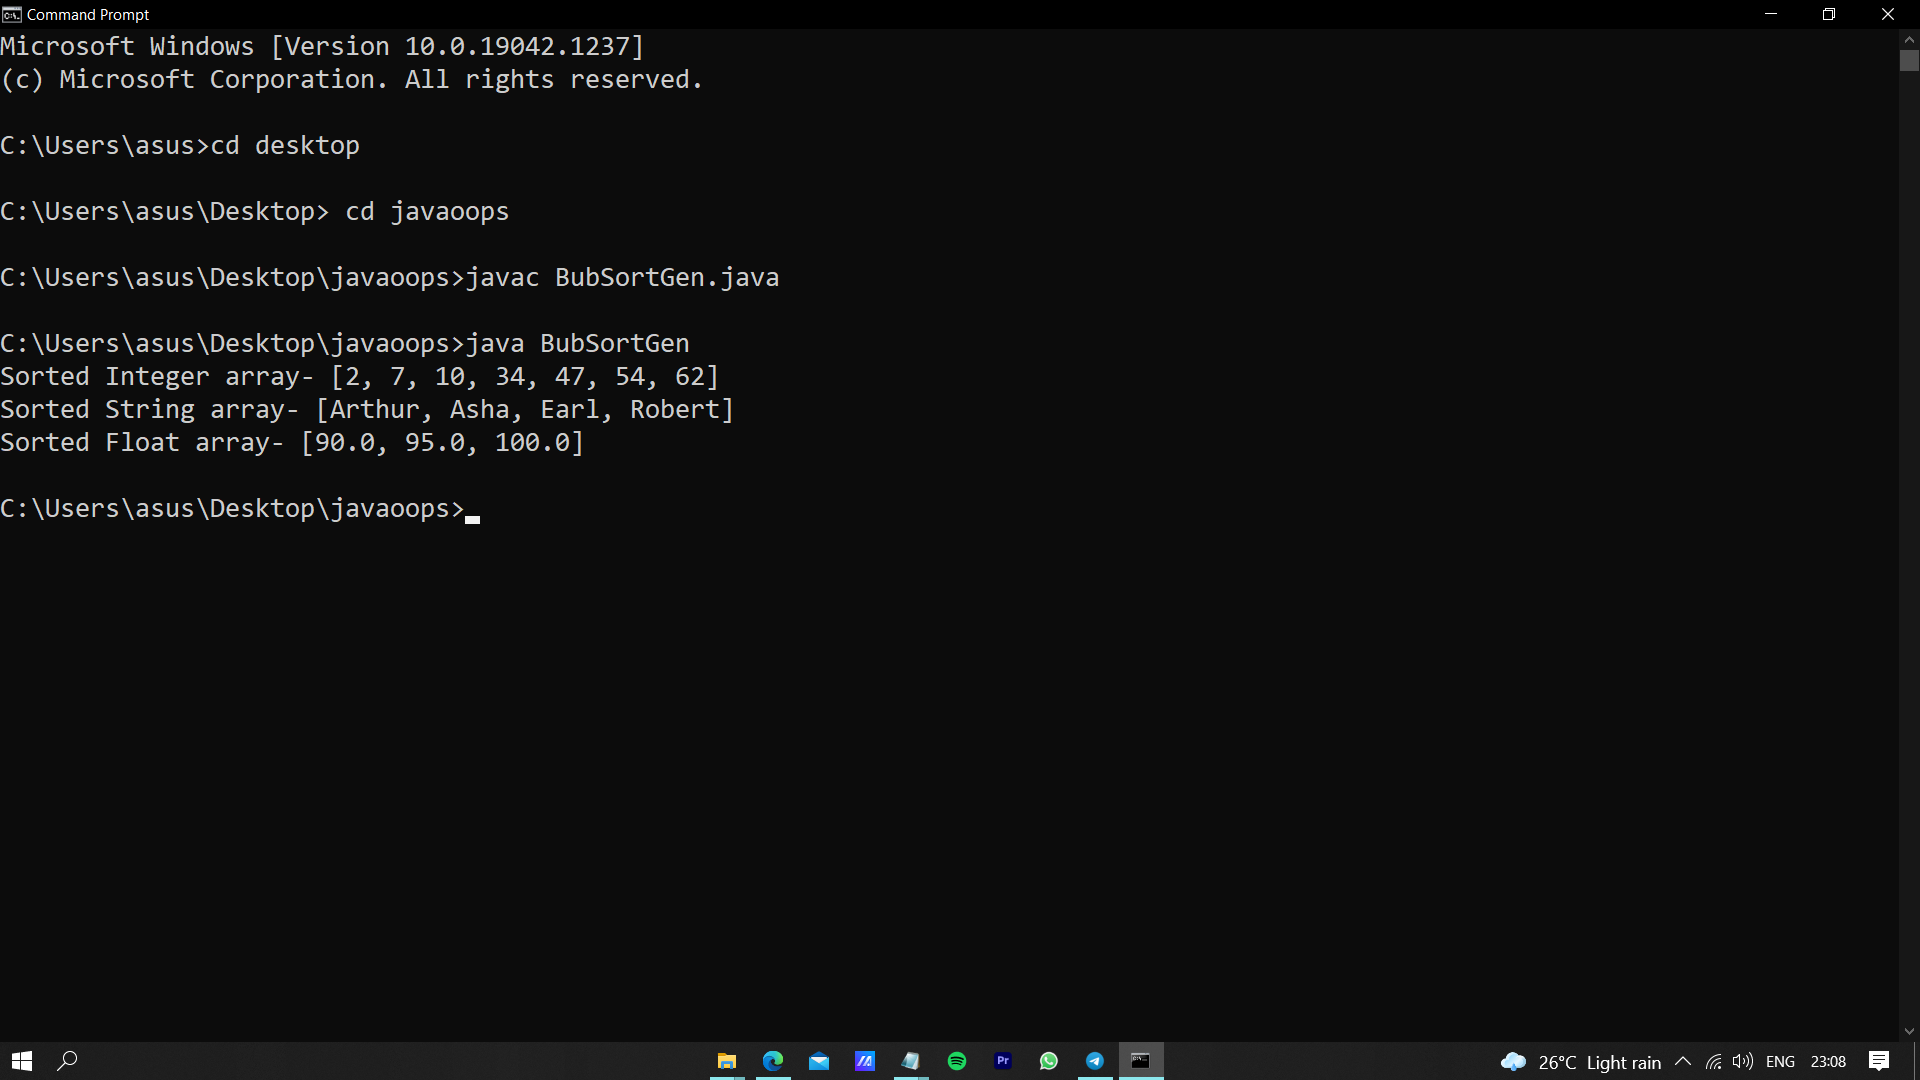 Command Prompt
Microsoft Windows [Version 10.0.19042.1237]
(c) Microsoft Corporation. All rights reserved.
C:\Users\asus>cd desktop
C:\Users\asus\Desktop> cd javaoops
C:\Users\asus\Desktop\javaoops>javac BubSortGen.java
C:\Users\asus\Desktop\javaoops>java BubSortGen
Sorted Integer array- [2, 7, 10, 34, 47, 54, 62]
Sorted String array- [Arthur, Asha, Earl, Robert]
Sorted Float array- [90.0, 95.0, 100.0]
C:\Users\asus\Desktop\javaoops>
Pr
26°C Light rain ENG 23:08